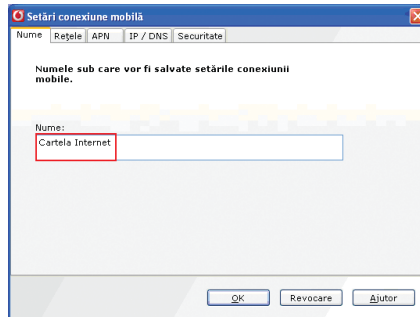 Setări conexiune mobilă
Nume Rețele APN IP / DNS Securitate
Numele sub care vor fi salvate setările conexiunii
mobile.
Nume:
Cartela Internet
OK Revocare Ajutor